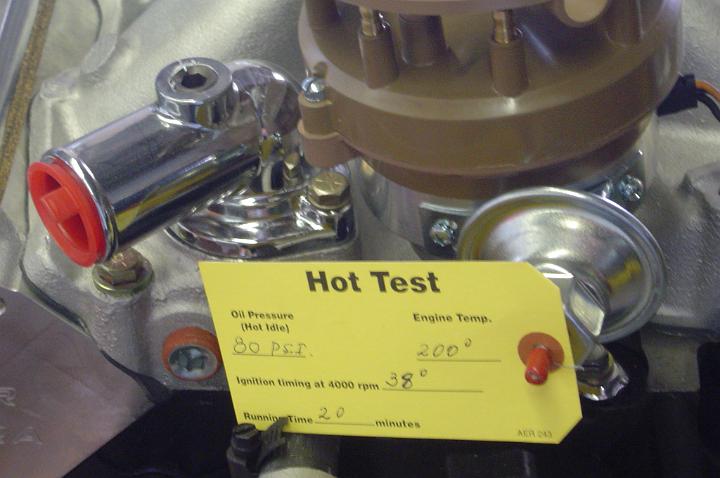 Hot Test
Oil Pressure
(Hot Idle)
80 PSI.
Engine Temp.
200°
Ignition timing at 4000 rpm 38°
Running Time 20 minutes
AER 243